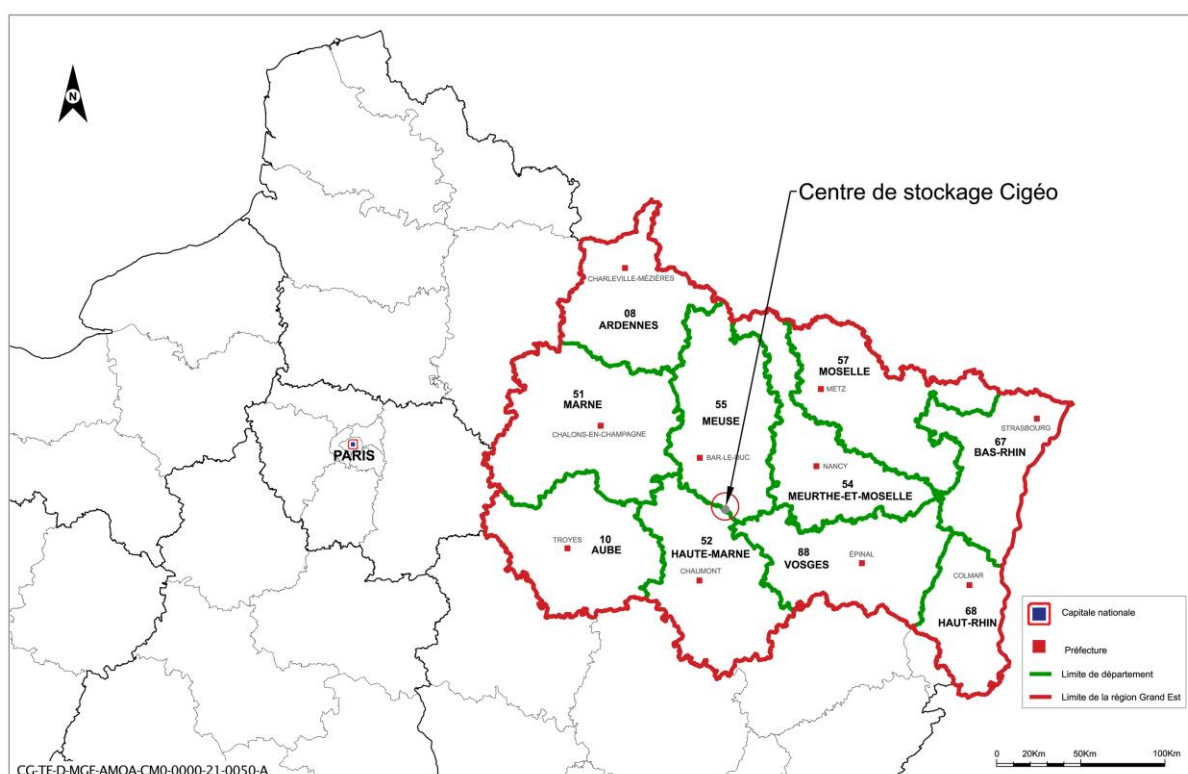 N
Centre de stockage Cigéo
CHARLEVILLE-MÉZIÈRES
08
ARDENNES
57
MOSELLE
METZ
51
MARNE
CHALONS-EN-CHAMPAGNE
55
MEUSE
BAR-LE-DUC
STRASBOURG
67
BAS-RHIN
PARIS
NANCY
54
MEURTHE-ET-MOSELLE
TROYES
10
AUBE
52
HAUTE-MARNE
CHAUMONT
88
VOSGES
ÉPINAL
COLMAR
68
HAUT-RHIN
Capitale nationale
Préfecture
Limite de département
Limite de la région Grand Est
0 20Km 50Km 100Km
CG-TE-D-MGE-AMOA-CM0-0000-21-0050-A